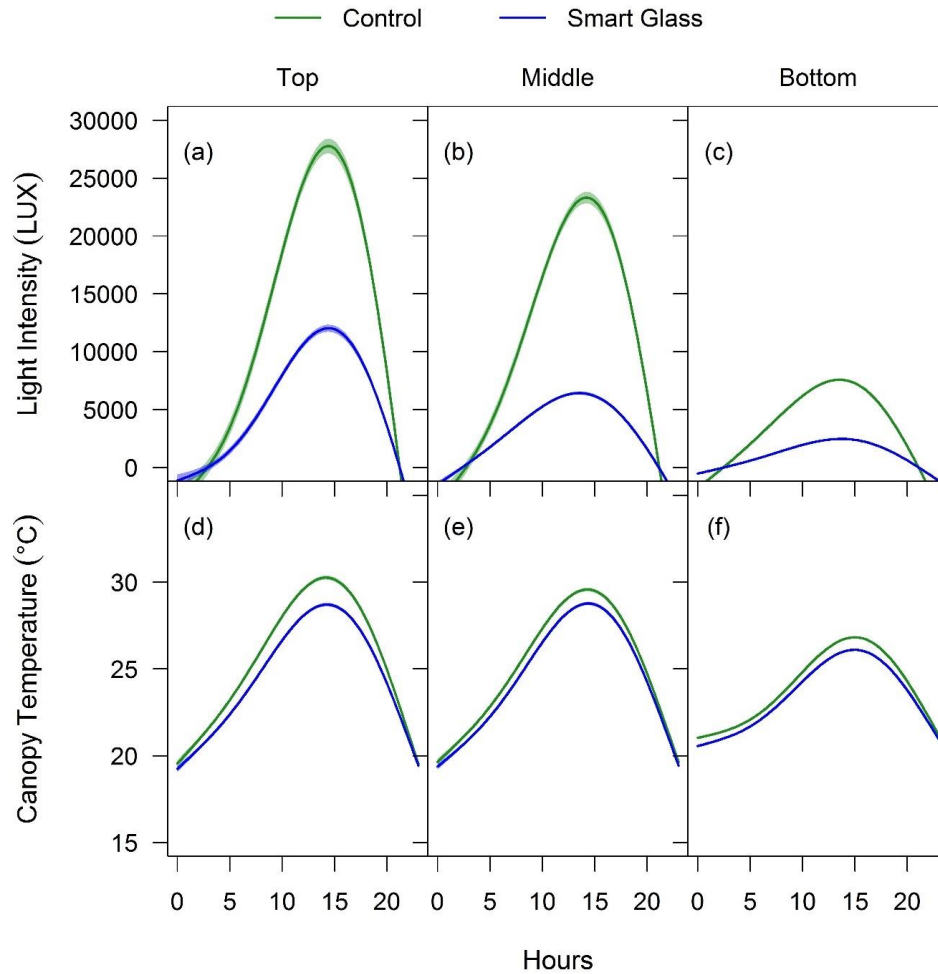 Control Smart Glass
Top Middle Bottom
Light Intensity (LUX)
30000
25000
20000
15000
10000
5000
0
(a) (b) (c)
Canopy Temperature (°C)
30
25
20
15
(d) (e) (f)
0 5 10 15 20 0 5 10 15 20 0 5 10 15 20
Hours